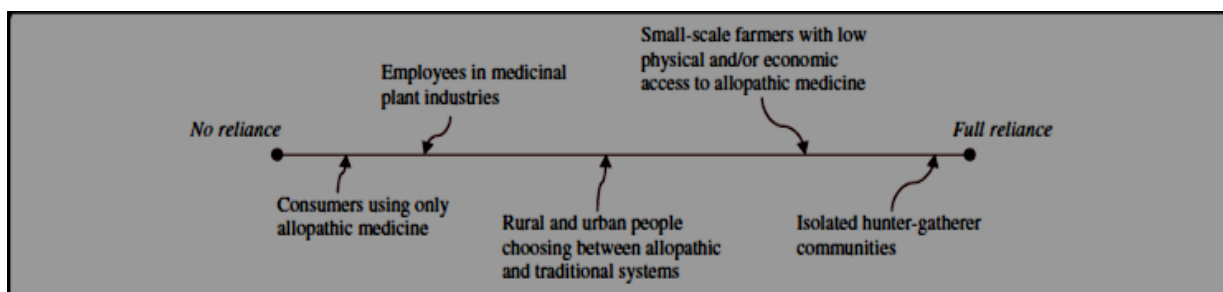 Small-scale farmers with low
physical and/or economic
access to allopathic medicine
Employees in medicinal
plant industries
No reliance
Full reliance
Consumers using only
allopathic medicine
Rural and urban people
choosing between allopathic
and traditional systems
Isolated hunter-gatherer
communities